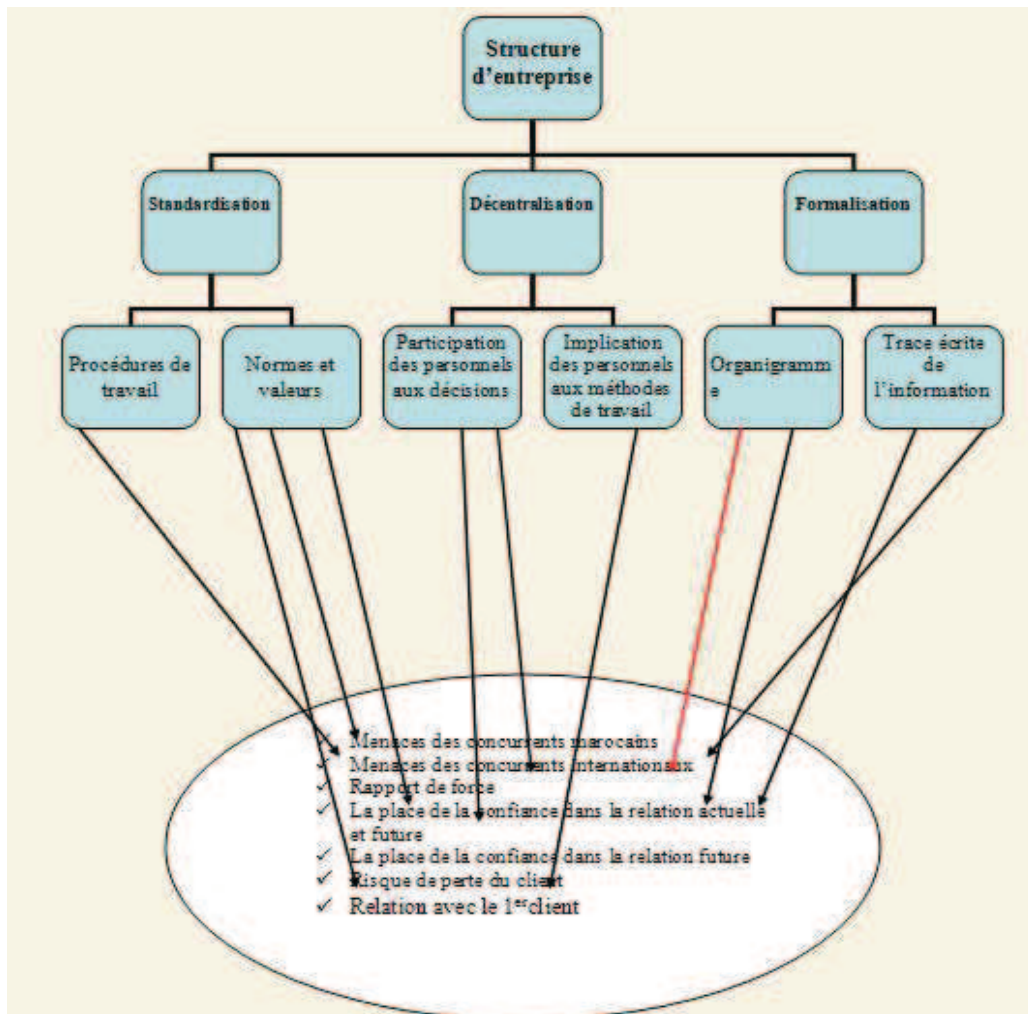 Structure
d’entreprise
Standardisation
Décentralisation
Formalisation
Procédures de
travail
Normes et
valeurs
Participation
des personnels
aux décisions
Implication
des personnels
aux méthodes
de travail
Organigramm
e
Trace écrite
de
l’information
✓ Menaces des concurrents marocains
✓ Menaces des concurrents internationaux
✓ Rapport de force
✓ La place de la confiance dans la relation actuelle
et future
✓ La place de la confiance dans la relation future
✓ Risque de perte du client
✓ Relation avec le 1er client